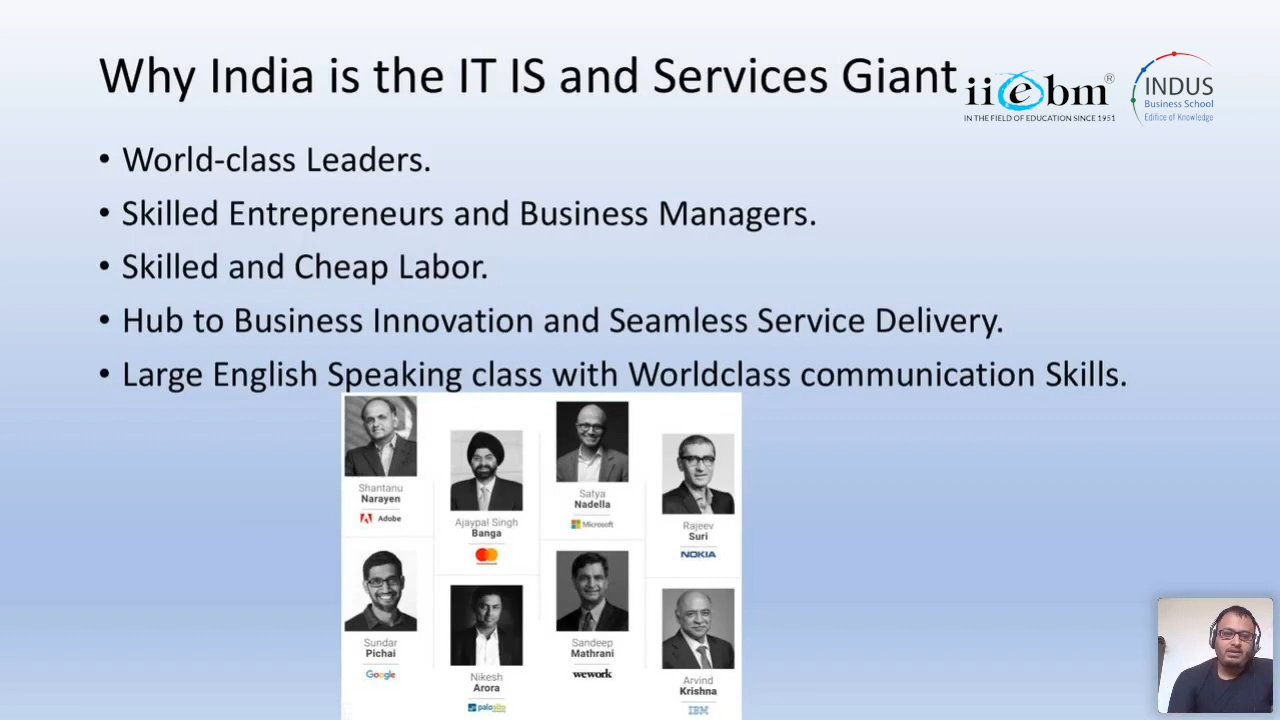 Why India is the IT IS and Services Giant
iiebm®
IN THE FIELD OF EDUCATION SINCE 1951
INDUS
Business School
Edifice of Knowledge
• World-class Leaders.
• Skilled Entrepreneurs and Business Managers.
• Skilled and Cheap Labor.
• Hub to Business Innovation and Seamless Service Delivery.
• Large English Speaking class with Worldclass communication Skills.
Shantanu
Narayen
Adobe
Ajaypal Singh
Banga
Satya
Nadella
Microsoft
Rajeev
Suri
NOKIA
Sundar
Pichai
Google
Nikesh
Arora
paloalto
Sandeep
Mathrani
wework
Arvind
Krishna
IBM